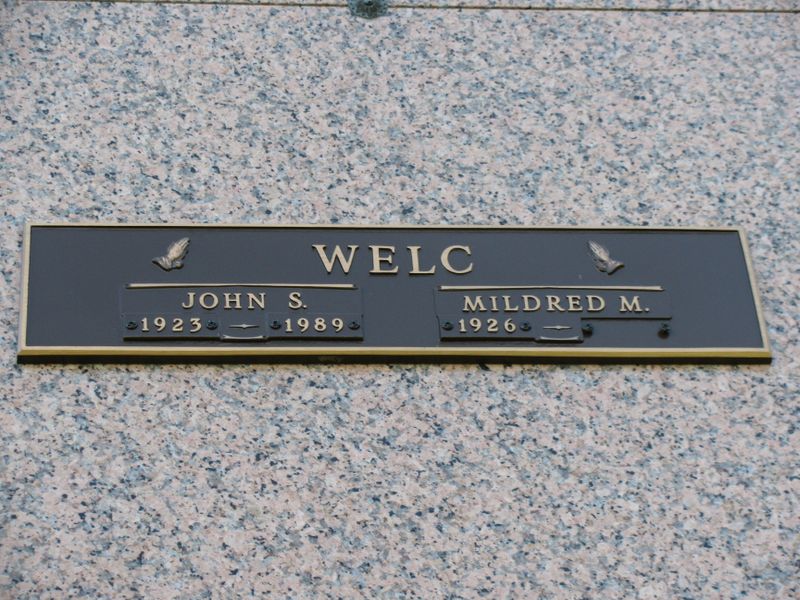 WELC
JOHN S. MILDRED M.
1923 1989 1926